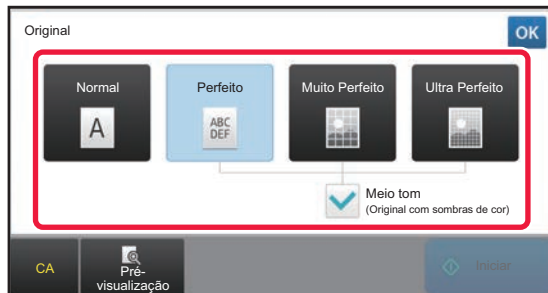 Original
OK
Normal
Perfeito
Muito Perfeito
Ultra Perfeito
A
ABC
DEF
Meio tom
(Original com sombras de cor)
CA
Pré-
visualização
Iniciar